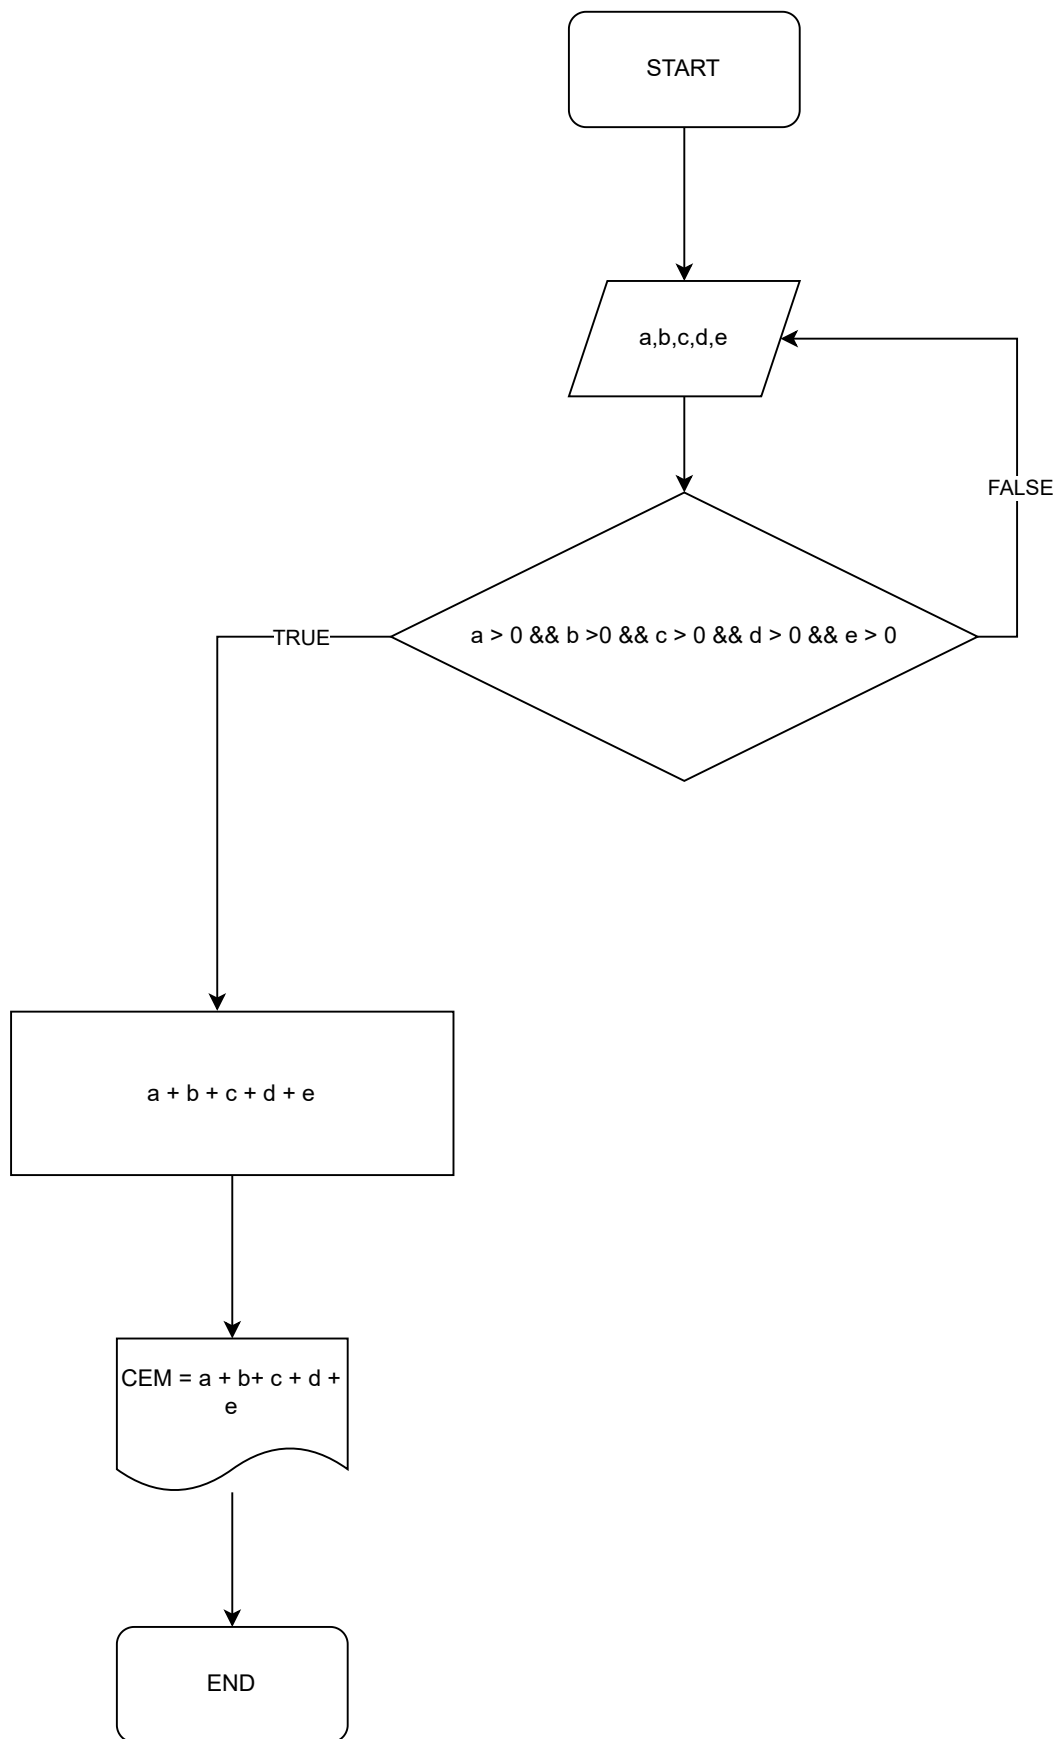 START
a,b,c,d,e
FALSE
a > 0 && b >0 && c > 0 && d > 0 && e > 0
TRUE
a + b + c + d + e
CEM = a + b+ c + d +
e
END